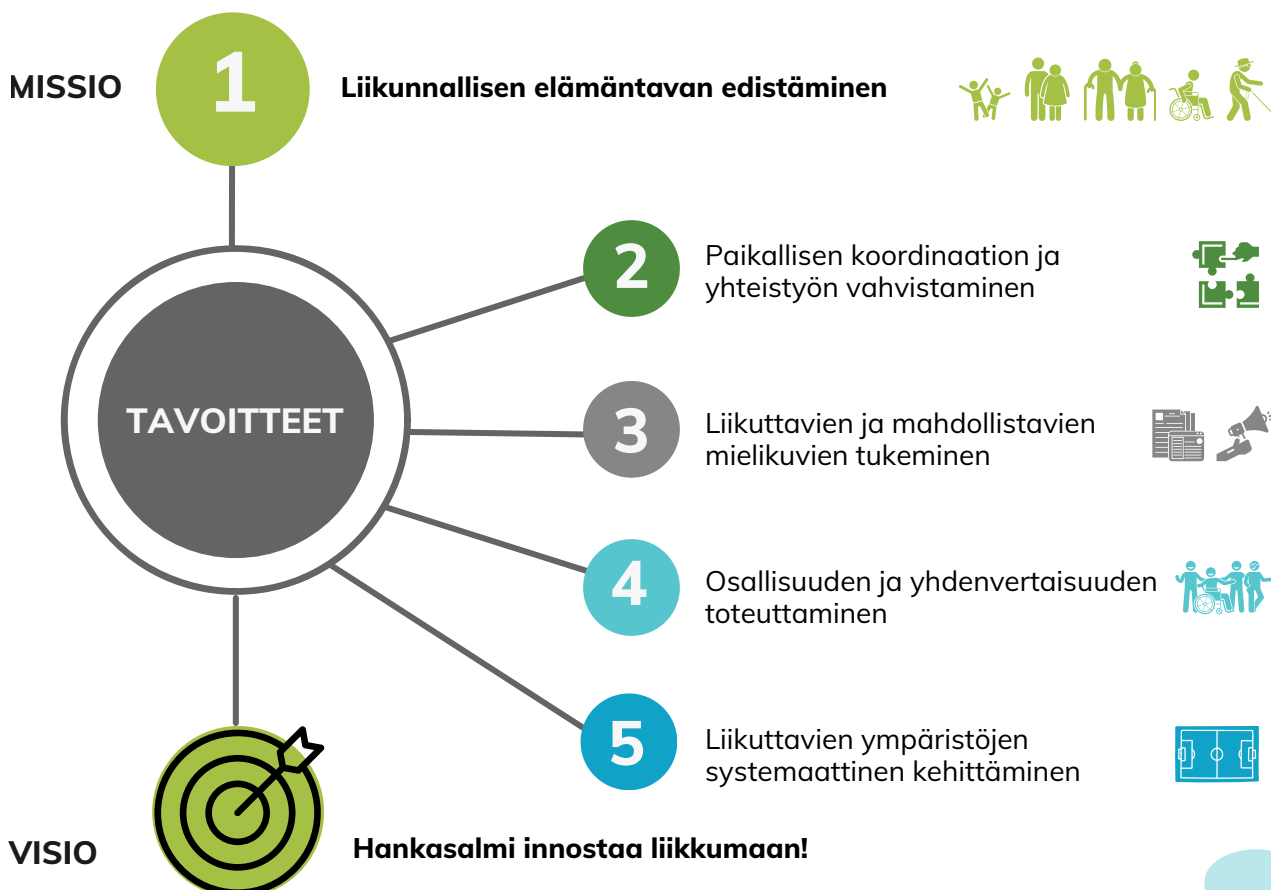 MISSIO
1
Liikunnallisen elämäntavan edistäminen
2
Paikallisen koordinaation ja
yhteistyön vahvistaminen
TAVOITTEET
3
Liikuttavien ja mahdollistavien
mielikuvien tukeminen
4
Osallisuuden ja yhdenvertaisuuden
toteuttaminen
5
Liikuttavien ympäristöjen
systemaattinen kehittäminen
VISIO
Hankasalmi innostaa liikkumaan!